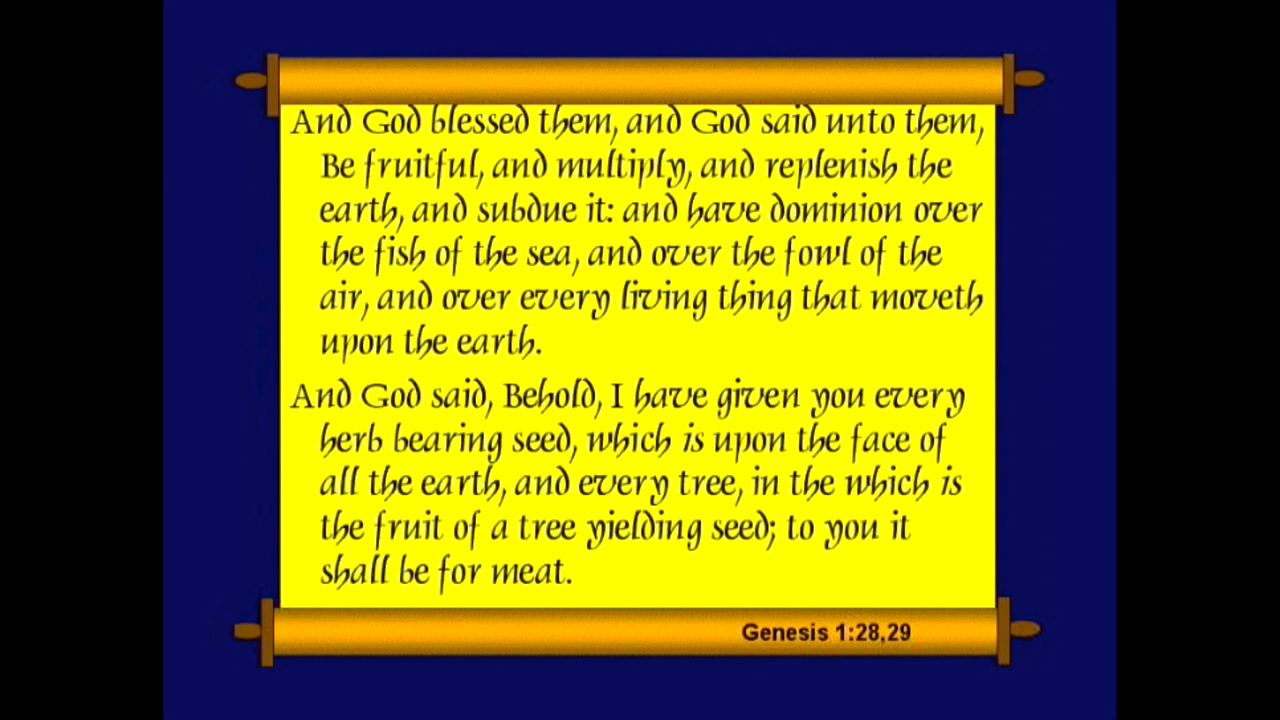 And God blessed them, and God said unto them,
Be fruitful, and multiply, and replenish the
earth, and subdue it: and have dominion over
the fish of the sea, and over the fowl of the
air, and over every living thing that moveth
upon the earth.
And God said, Behold, I have given you every
herb bearing seed, which is upon the face of
all the earth, and every tree, in the which is
the fruit of a tree yielding seed; to you it
shall be for meat.
Genesis 1:28,29